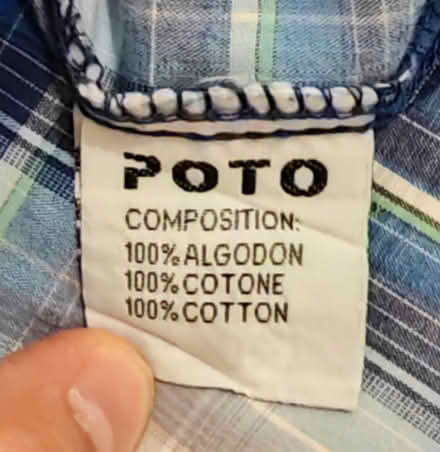 POTO
COMPOSITION:
100% ALGODON
100% COTONE
100% COTTON